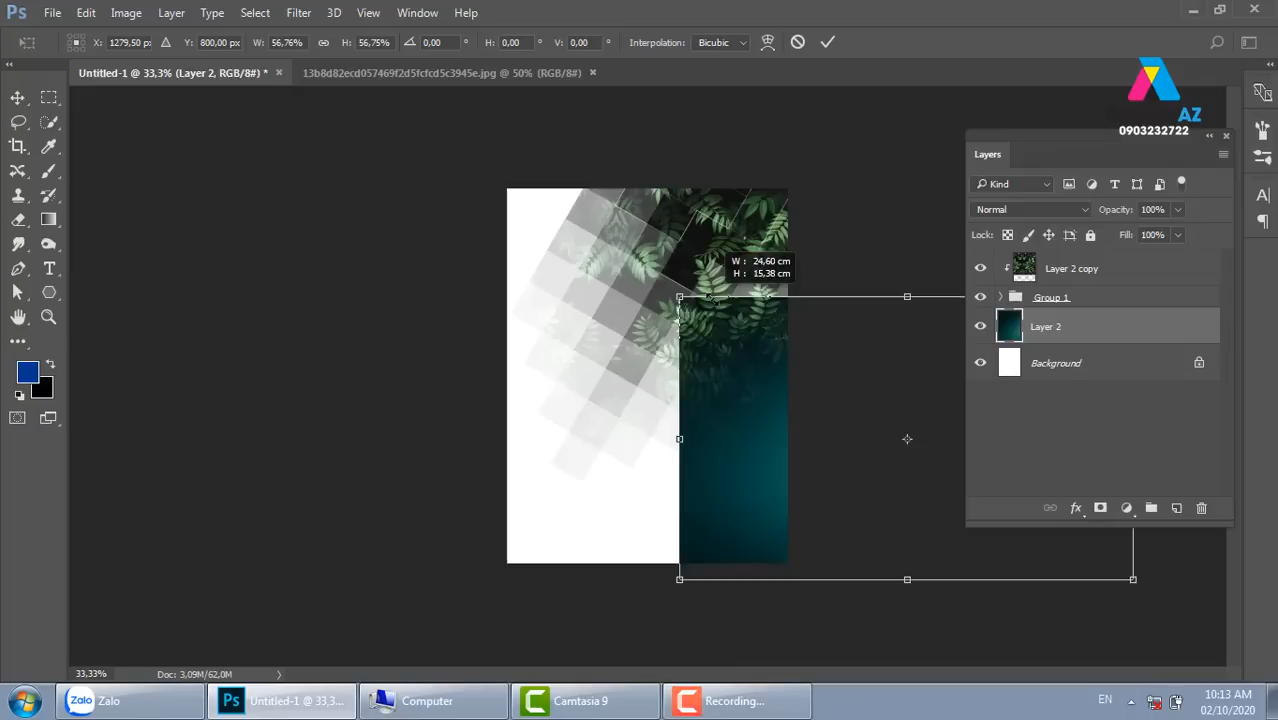 Ps File Edit Image Layer Type Select Filter 3D View Window Help
X: 1279,50 px Y: 800,00 px W: 56,76% H: 56,75% 0,00 ° H: 0,00 ° V: 0,00 ° Interpolation: Bicubic
Untitled-1 @ 33,3% (Layer 2, RGB/8#) * × 13b8d82ecd057469f2d5fcfcd5c3945e.jpg @ 50% (RGB/8#) ×
AZ
0903232722
Layers
Kind
Normal Opacity: 100%
Lock: Fill: 100%
W : 24,60 cm
H : 15,38 cm
Layer 2 copy
Group 1
Layer 2
Background
fx
33,33% Doc: 3,09M/62,0M
Zalo Zalo Ps Untitled-1 @ 33,3... Computer C Camtasia 9 C Recording... EN 10:13 AM
02/10/2020